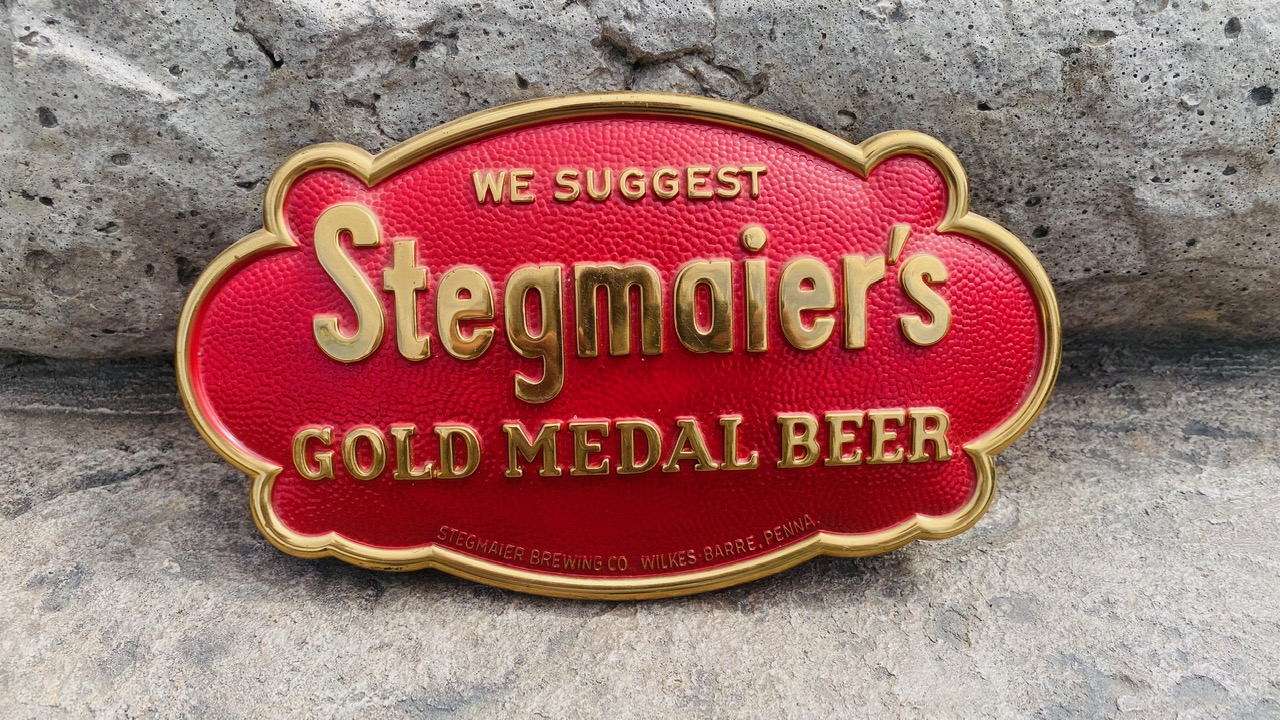 WE SUGGEST
Stegmaier's
GOLD MEDAL BEER
STEGMAIER BREWING CO. WILKES-BARRE, PENNA.